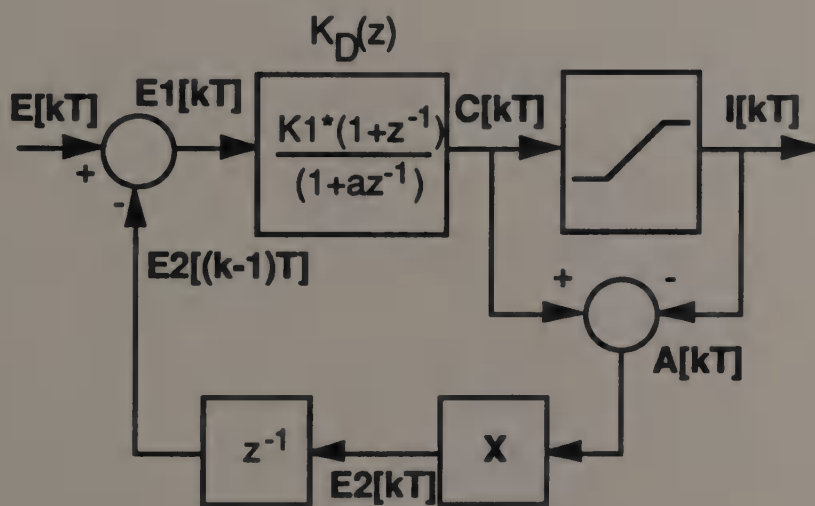 K_D(z)
E[kT]
E1[kT]
K1*(1+z⁻¹)
(1+az⁻¹)
C[kT]
I[kT]
+
-
E2[(k-1)T]
+
-
A[kT]
z⁻¹
E2[kT]
X